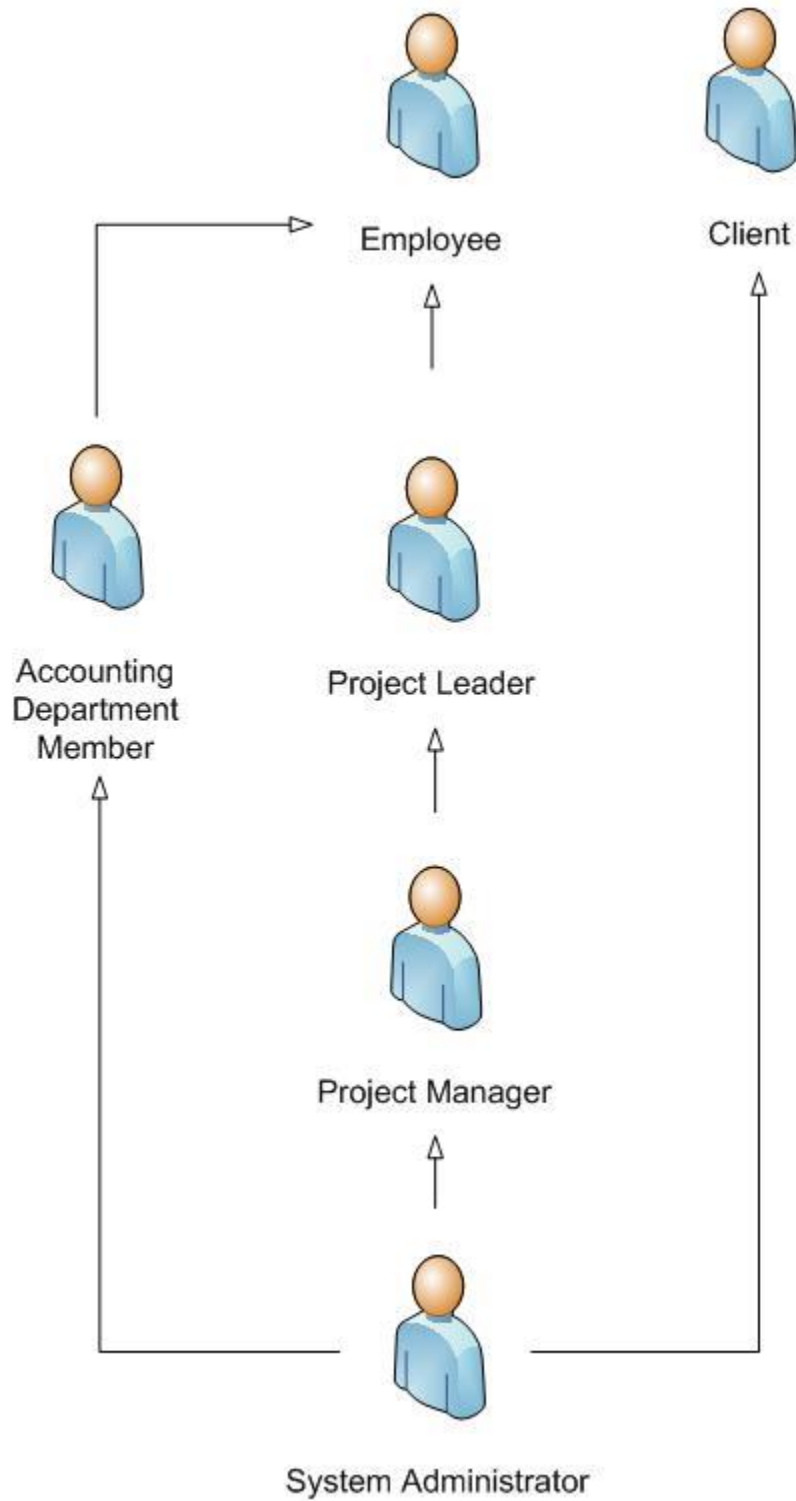 Employee
Client
Accounting
Department
Member
Project Leader
Project Manager
System Administrator